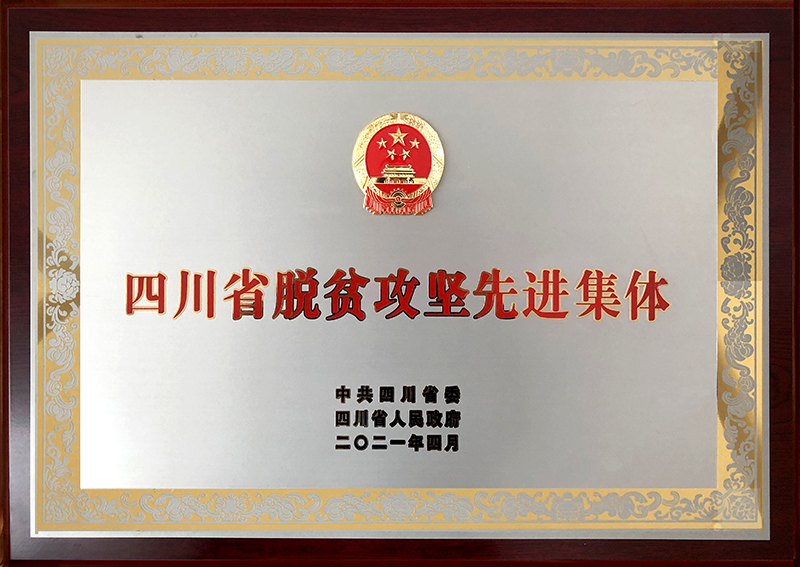 四川省脱贫攻坚先进集体
中共四川省委
四川省人民政府
二〇二一年四月